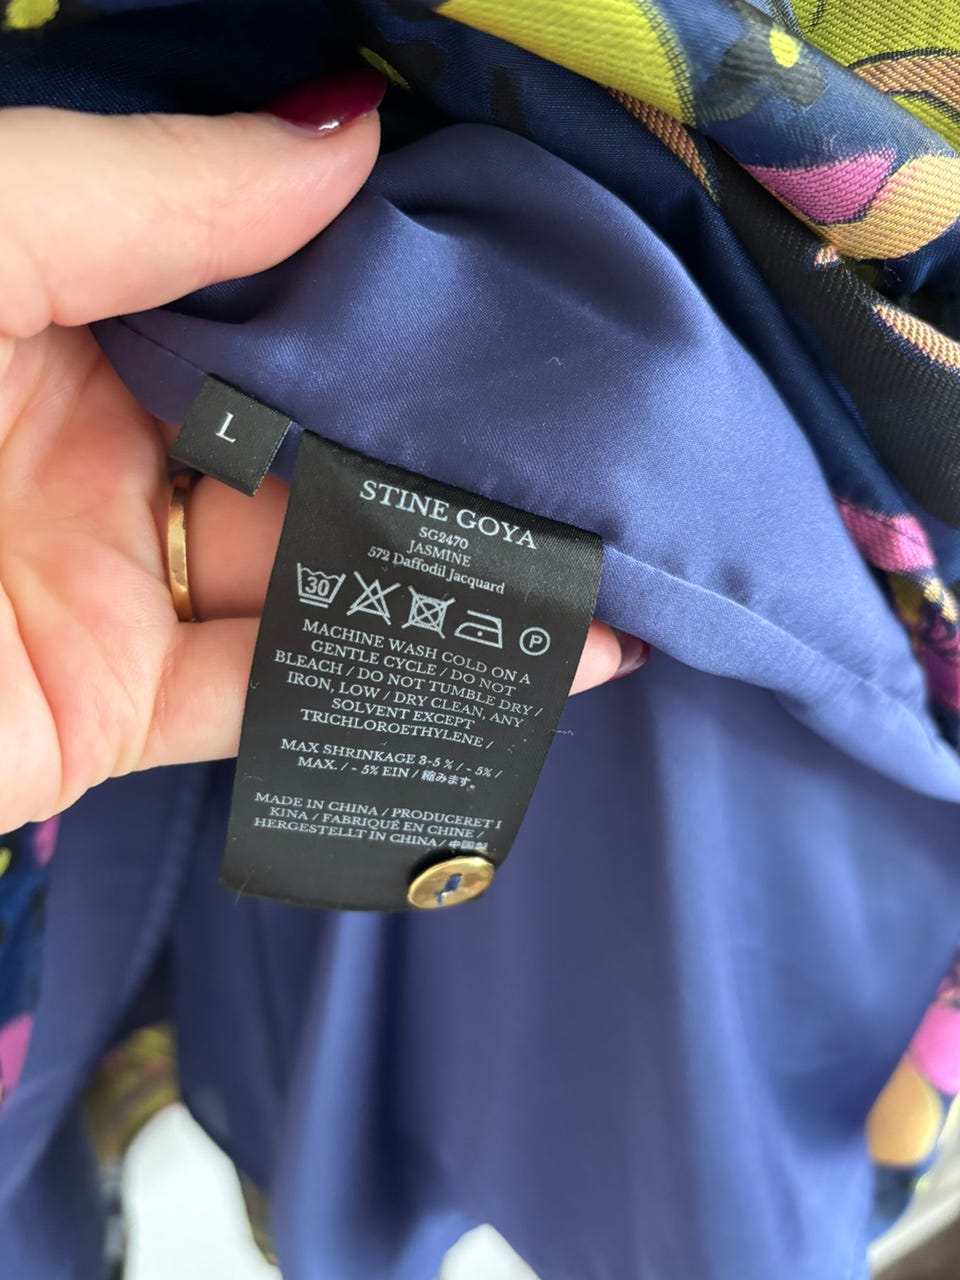 L
STINE GOYA
SG2470
JASMINE
572 Daffodil Jacquard
30
P
MACHINE WASH COLD ON A
GENTLE CYCLE / DO NOT
BLEACH / DO NOT TUMBLE DRY /
IRON, LOW / DRY CLEAN, ANY
SOLVENT EXCEPT
TRICHLOROETHYLENE /
MAX SHRINKAGE 3-5 % / - 5% /
MAX. / - 5% EIN / 縮みます。
MADE IN CHINA / PRODUCERET I
KINA / FABRIQUÉ EN CHINE /
HERGESTELLT IN CHINA / 中国製